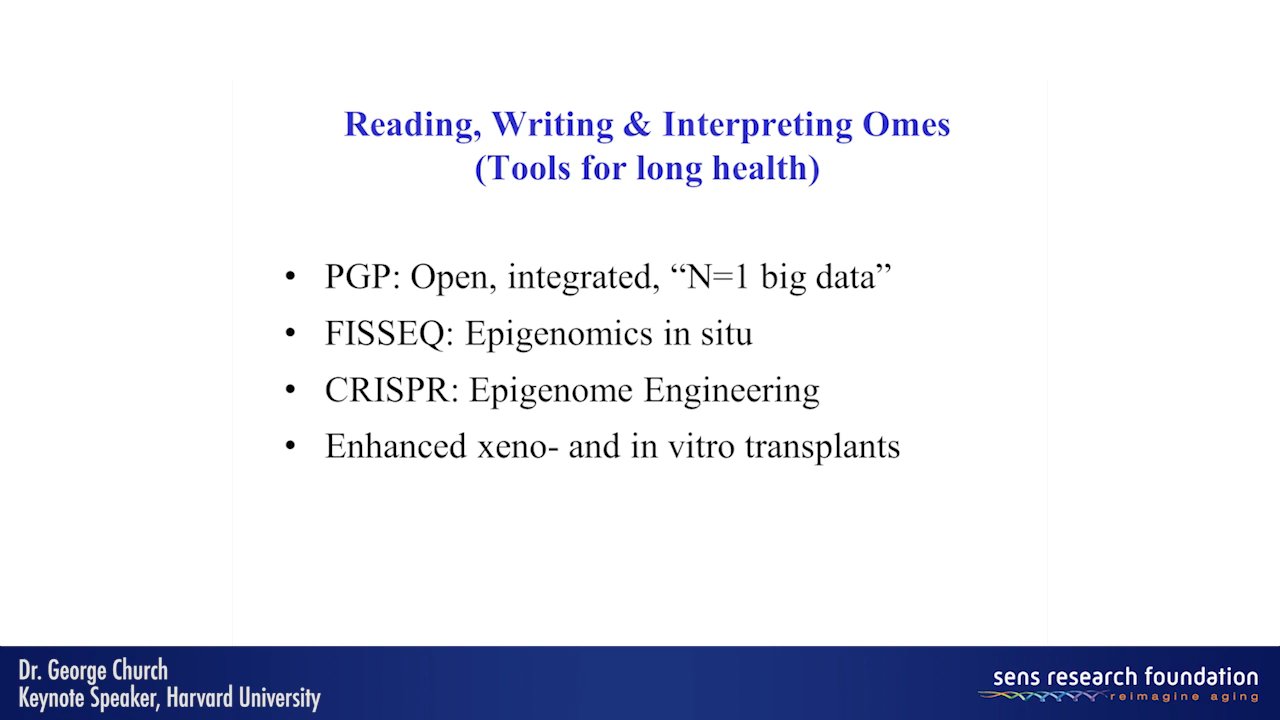 Reading, Writing & Interpreting Omes
(Tools for long health)
• PGP: Open, integrated, “N=1 big data”
• FISSEQ: Epigenomics in situ
• CRISPR: Epigenome Engineering
• Enhanced xeno- and in vitro transplants
Dr. George Church
Keynote Speaker, Harvard University
sens research foundation
reimagine aging